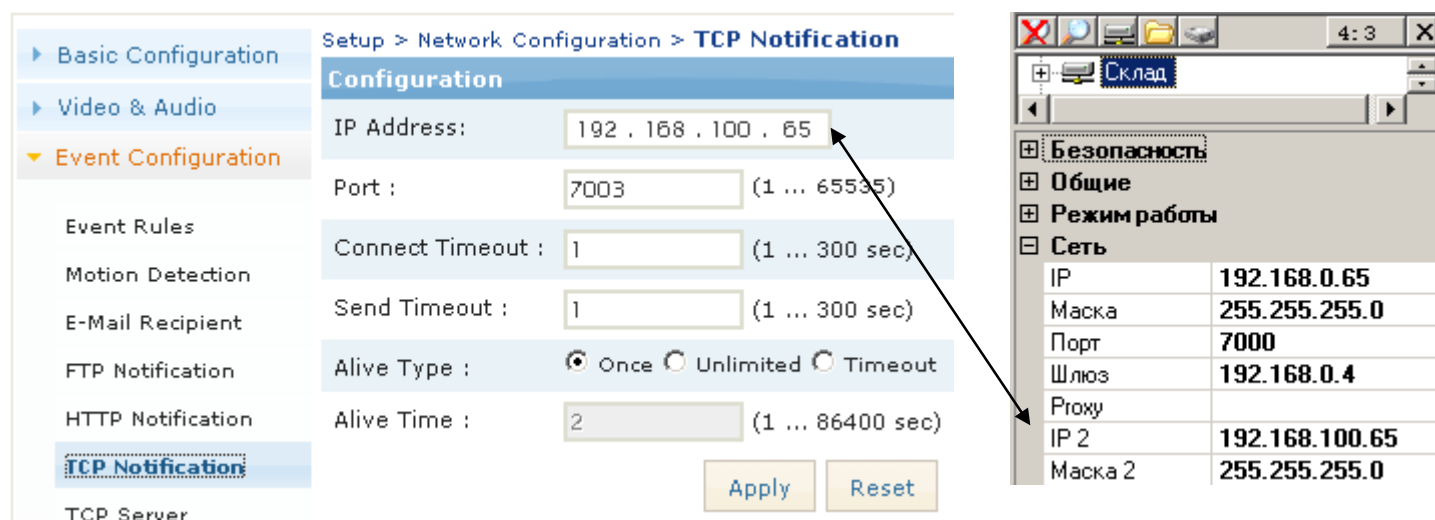 Basic Configuration
Video & Audio
Event Configuration
Event Rules
Motion Detection
E-Mail Recipient
FTP Notification
HTTP Notification
TCP Notification
TCP Server
Setup > Network Configuration > TCP Notification
Configuration
IP Address: 192 . 168 . 100 . 65
Port : 7003 (1 ... 65535)
Connect Timeout : 1 (1 ... 300 sec)
Send Timeout : 1 (1 ... 300 sec)
Alive Type : Once Unlimited Timeout
Alive Time : 2 (1 ... 86400 sec)
Apply Reset
4:3 X
Склад
Безопасность
Общие
Режим работы
Сеть
IP 192.168.0.65
Маска 255.255.255.0
Порт 7000
Шлюз 192.168.0.4
Proxy
IP 2 192.168.100.65
Маска 2 255.255.255.0